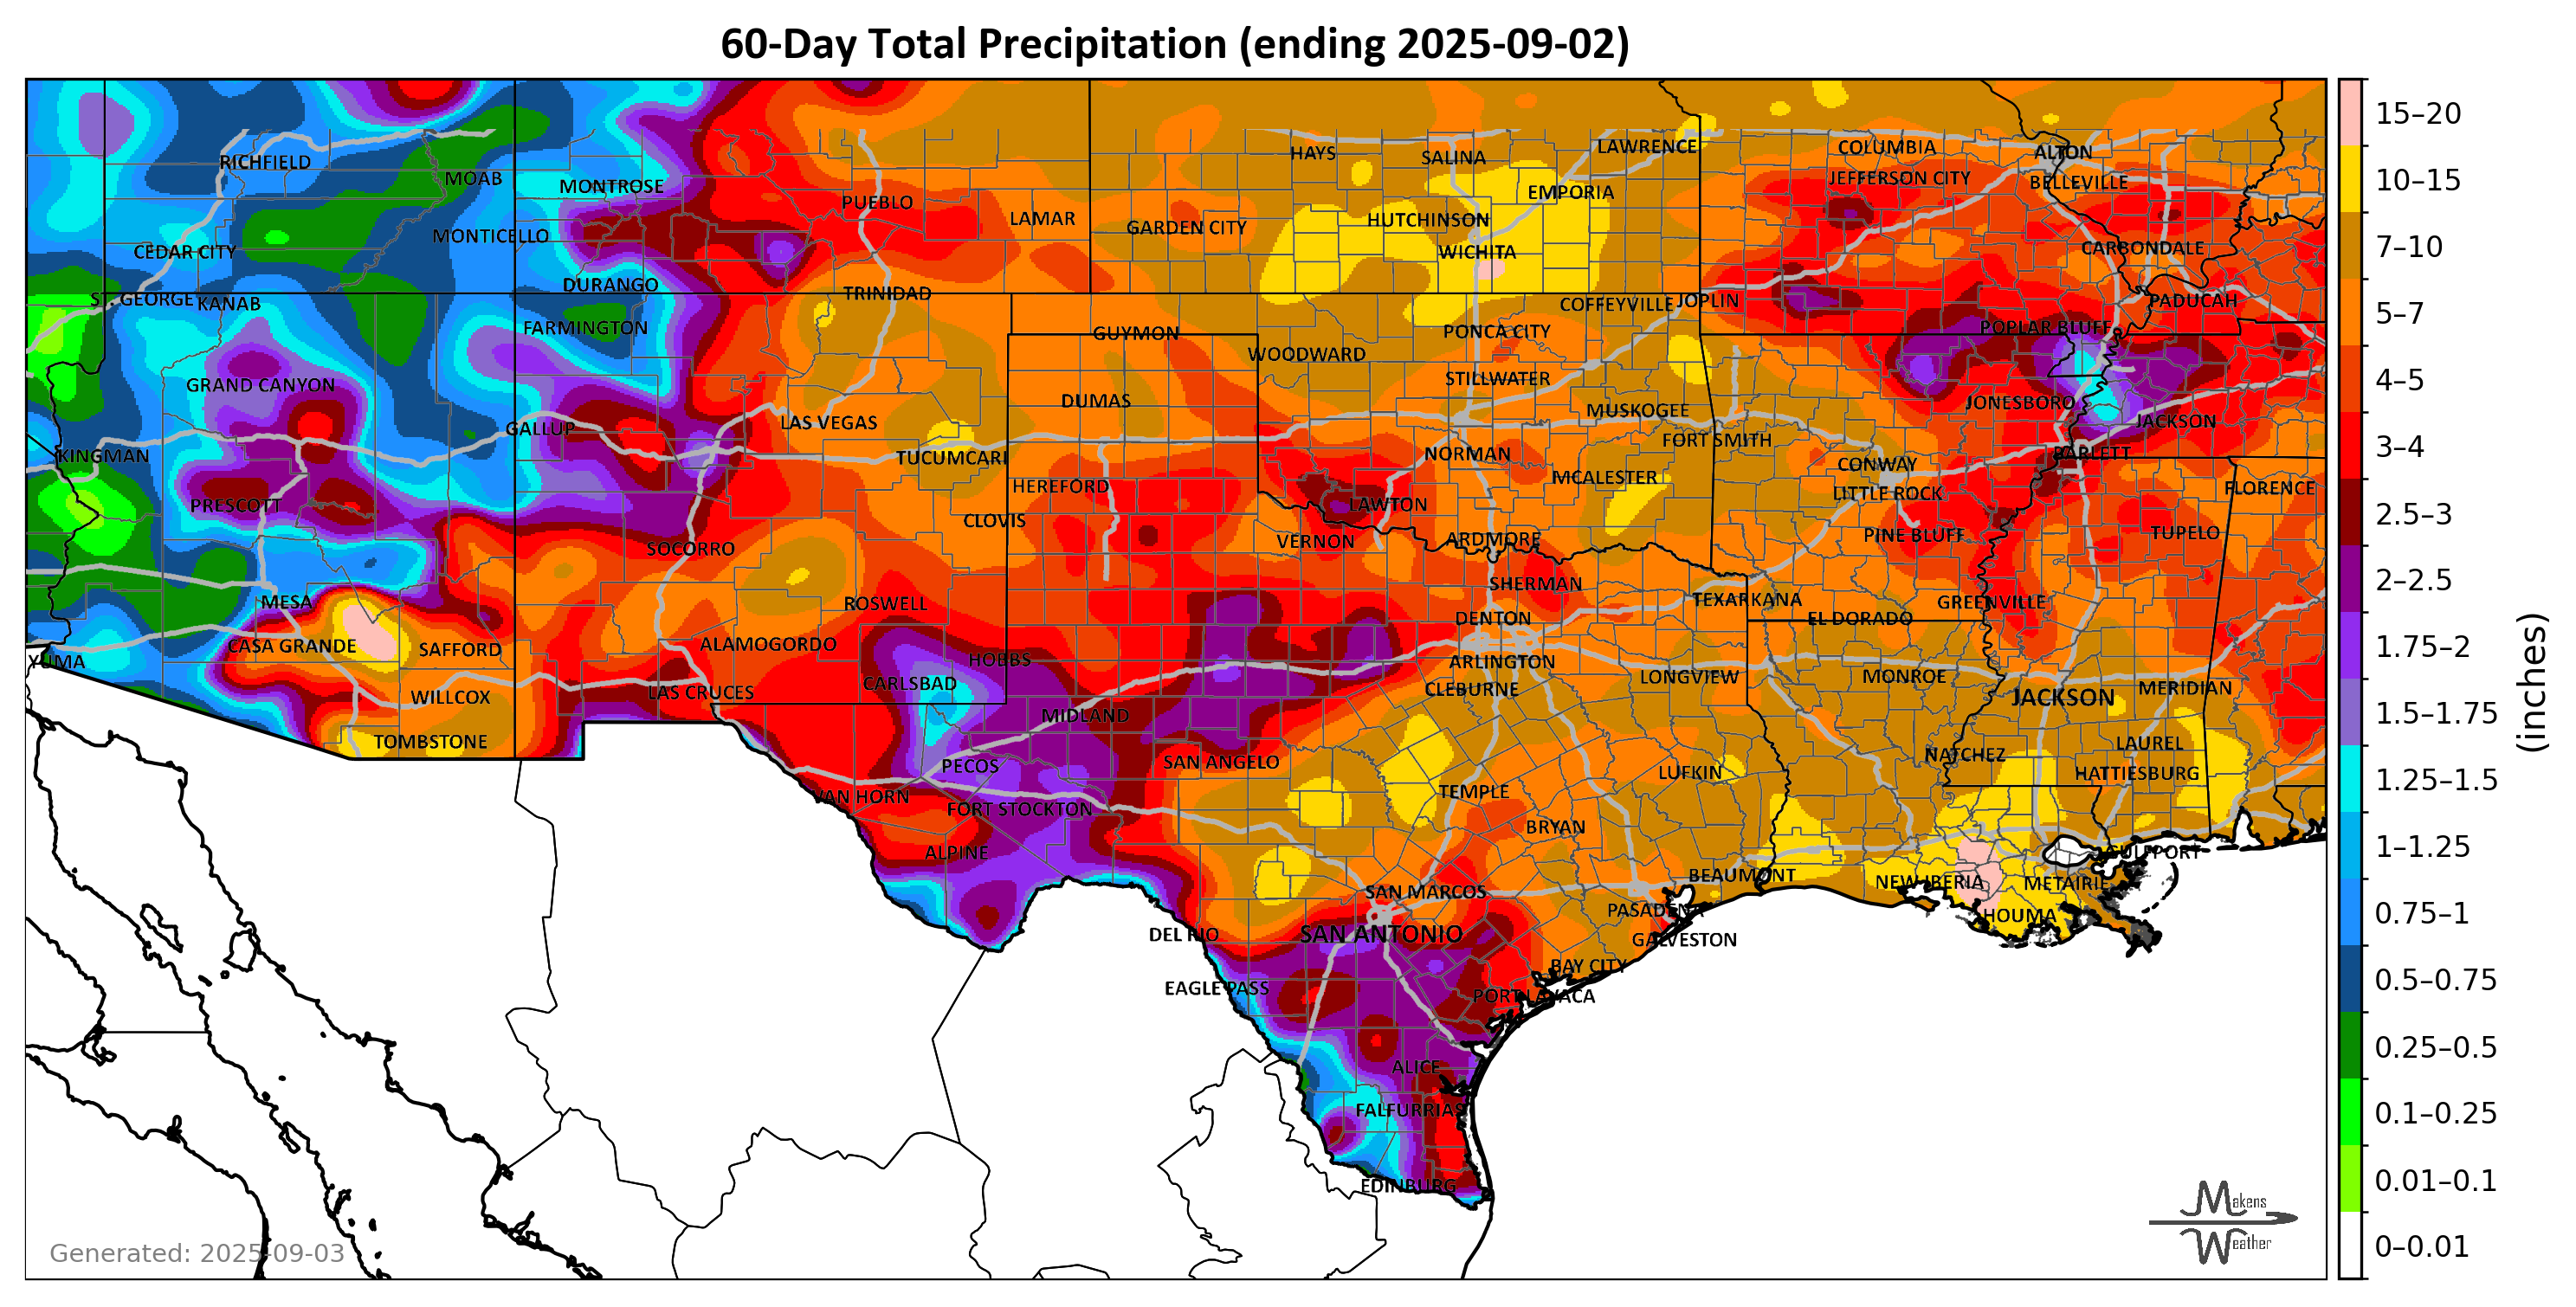 60-Day Total Precipitation (ending 2025-09-02)
15–20
10–15
7–10
5–7
4–5
3–4
2.5–3
2–2.5
1.75–2
1.5–1.75
1.25–1.5
1–1.25
0.75–1
0.5–0.75
0.25–0.5
0.1–0.25
0.01–0.1
0–0.01
(inches)
HAYS
SALINA
LAWRENCE
COLUMBIA
ALTON
RICHFIELD
MOAB
MONTROSE
EMPORIA
JEFFERSON CITY
BELLEVILLE
PUEBLO
LAMAR
GARDEN CITY
HUTCHINSON
CEDAR CITY
MONTICELLO
WICHITA
CARBONDALE
DURANGO
TRINIDAD
ST. GEORGE
KANAB
COFFEYVILLE
JOPLIN
PADUCAH
FARMINGTON
GUYMON
PONCA CITY
POPLAR BLUFF
WOODWARD
GRAND CANYON
STILLWATER
DUMAS
MUSKOGEE
JONESBORO
GALLUP
LAS VEGAS
FORT SMITH
JACKSON
KINGMAN
TUCUMCARI
NORMAN
BARLETT
HEREFORD
MCALESTER
CONWAY
LITTLE ROCK
FLORENCE
PRESCOTT
CLOVIS
LAWTON
SOCORRO
VERNON
ARDMORE
PINE BLUFF
TUPELO
MESA
ROSWELL
SHERMAN
TEXARKANA
GREENVILLE
CASA GRANDE
SAFFORD
ALAMOGORDO
DENTON
EL DORADO
YUMA
HOBBS
ARLINGTON
WILLCOX
LAS CRUCES
CARLSBAD
CLEBURNE
LONGVIEW
MONROE
JACKSON
MERIDIAN
TOMBSTONE
MIDLAND
PECOS
SAN ANGELO
LUFKIN
NATCHEZ
LAUREL
HATTIESBURG
VAN HORN
FORT STOCKTON
TEMPLE
BRYAN
ALPINE
GULFPORT
SAN MARCOS
BEAUMONT
NEW IBERIA
METAIRIE
DEL RIO
SAN ANTONIO
PASADENA
HOUMA
GALVESTON
EAGLE PASS
BAY CITY
PORT LAVACA
ALICE
FALFURRIAS
EDINBURG
Generated: 2025-09-03
Makens
Weather